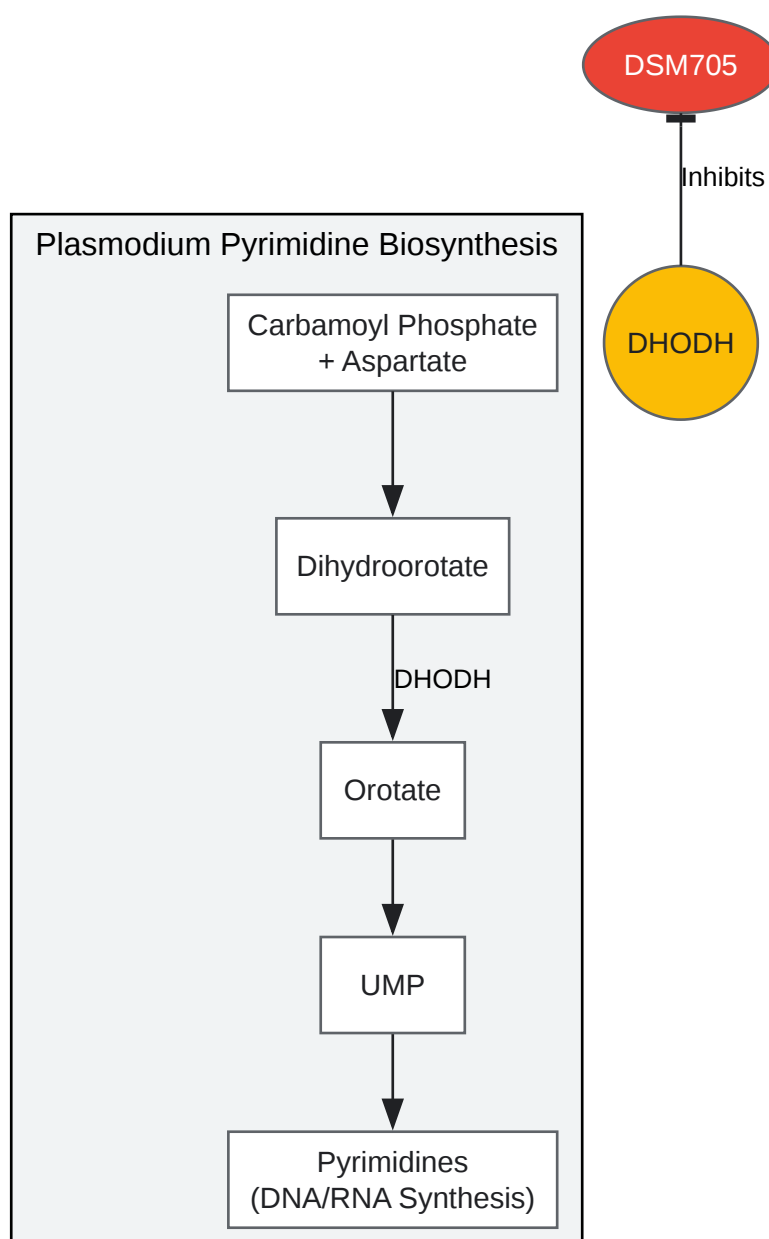 DSM705
Inhibits
DHODH
Plasmodium Pyrimidine Biosynthesis
Carbamoyl Phosphate
+ Aspartate
Dihydroorotate
DHODH
Orotate
UMP
Pyrimidines
(DNA/RNA Synthesis)